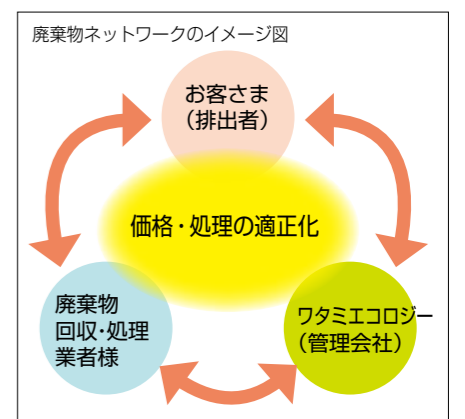 廃棄物ネットワークのイメージ図
お客さま
（排出者）
価格・処理の適正化
廃棄物
回収・処理
業者様
ワタミエコロジー
（管理会社）